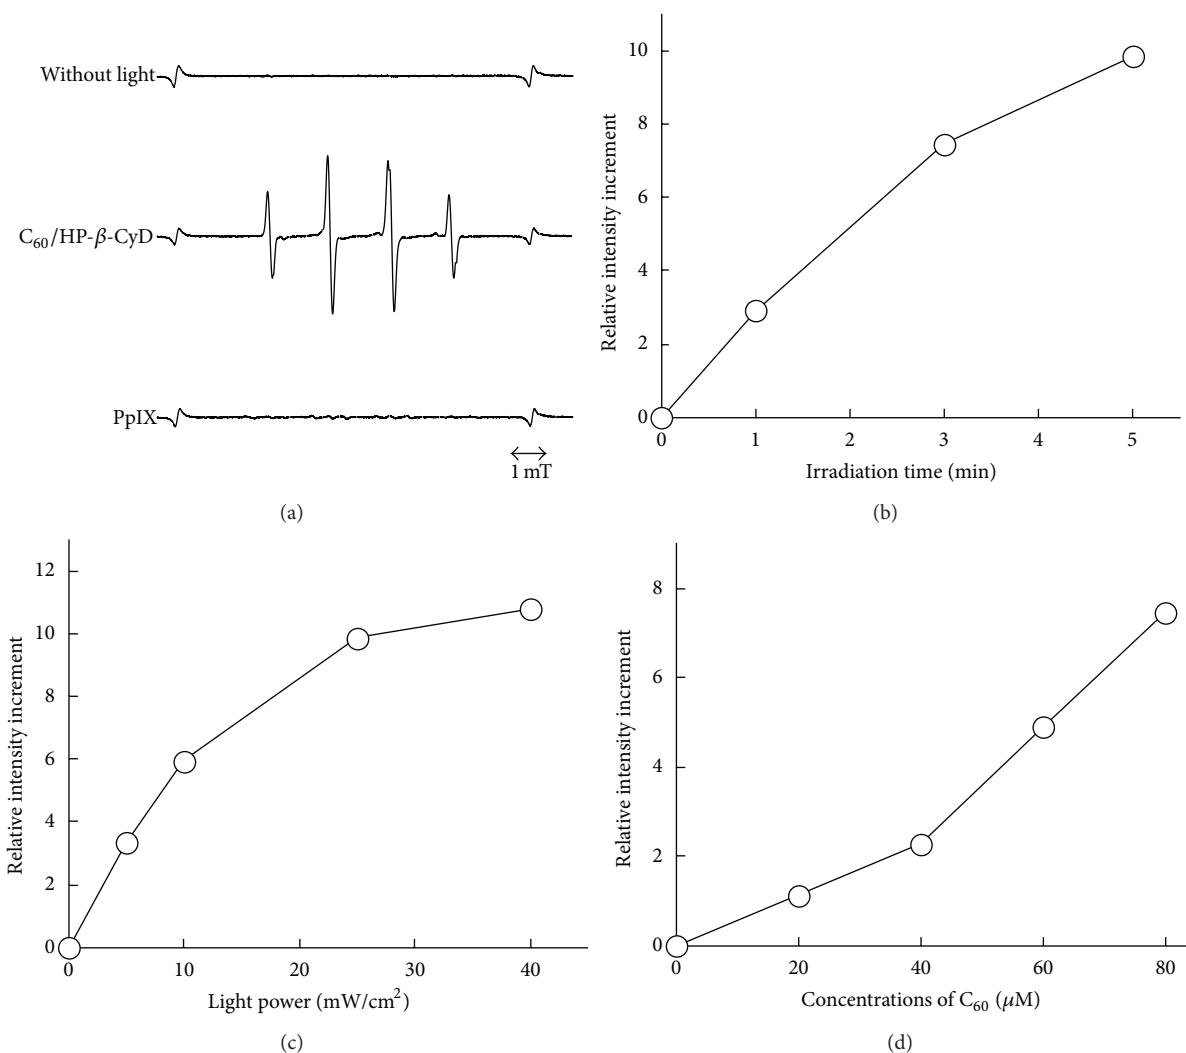 Without light
C₆₀/HP-β-CyD
PpIX
1 mT
(a)
Relative intensity increment
10
8
6
4
2
0
0 1 2 3 4 5
Irradiation time (min)
(b)
Relative intensity increment
12
10
8
6
4
2
0
0 10 20 30 40
Light power (mW/cm²)
(c)
Relative intensity increment
8
6
4
2
0
0 20 40 60 80
Concentrations of C₆₀ (μM)
(d)